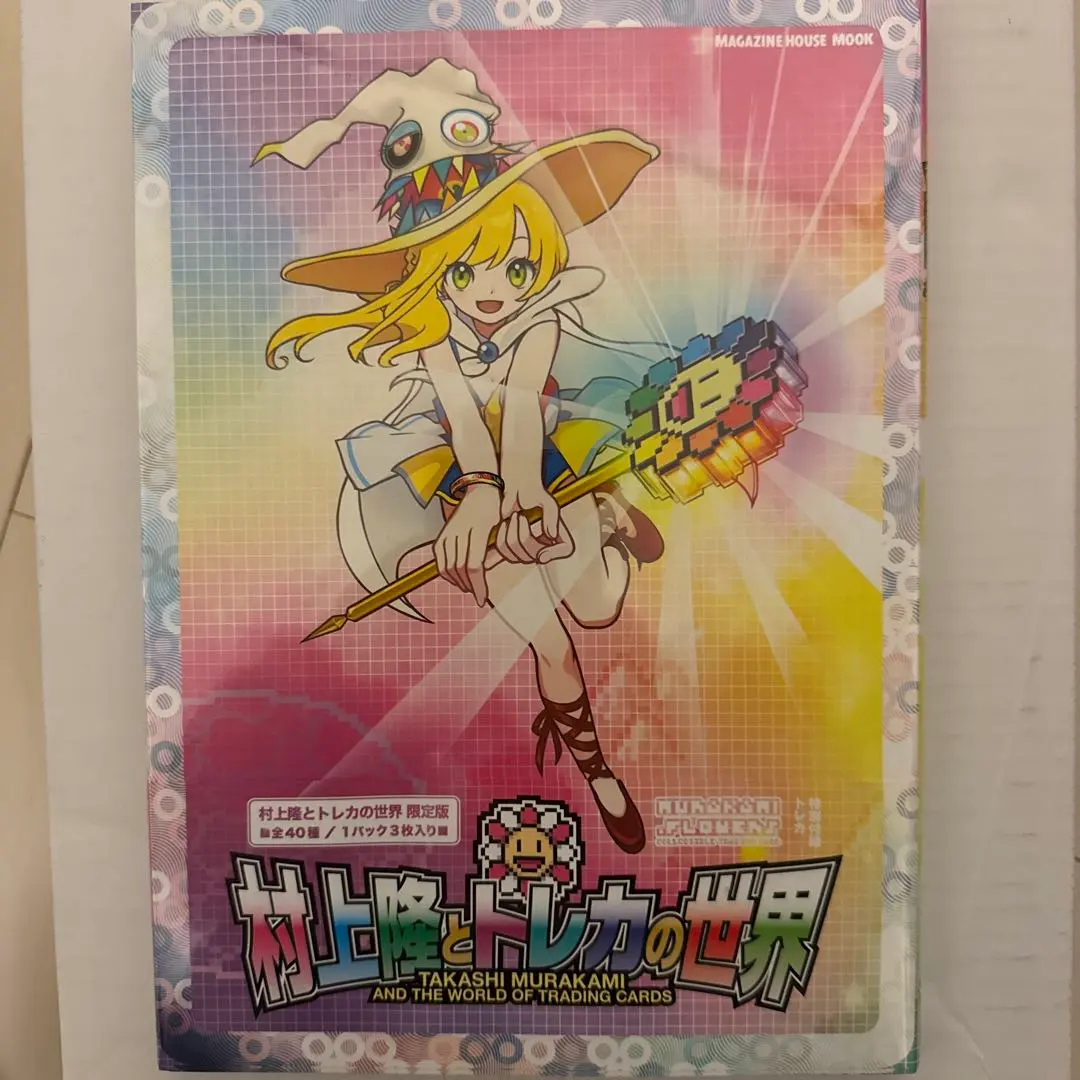 MAGAZINE HOUSE MOOK
村上隆とトレカの世界 限定版
全40種 / 1パック3枚入り
MURAKAMI
.FLOWERS
村上隆とトレカの世界
TAKASHI MURAKAMI
AND THE WORLD OF TRADING CARDS